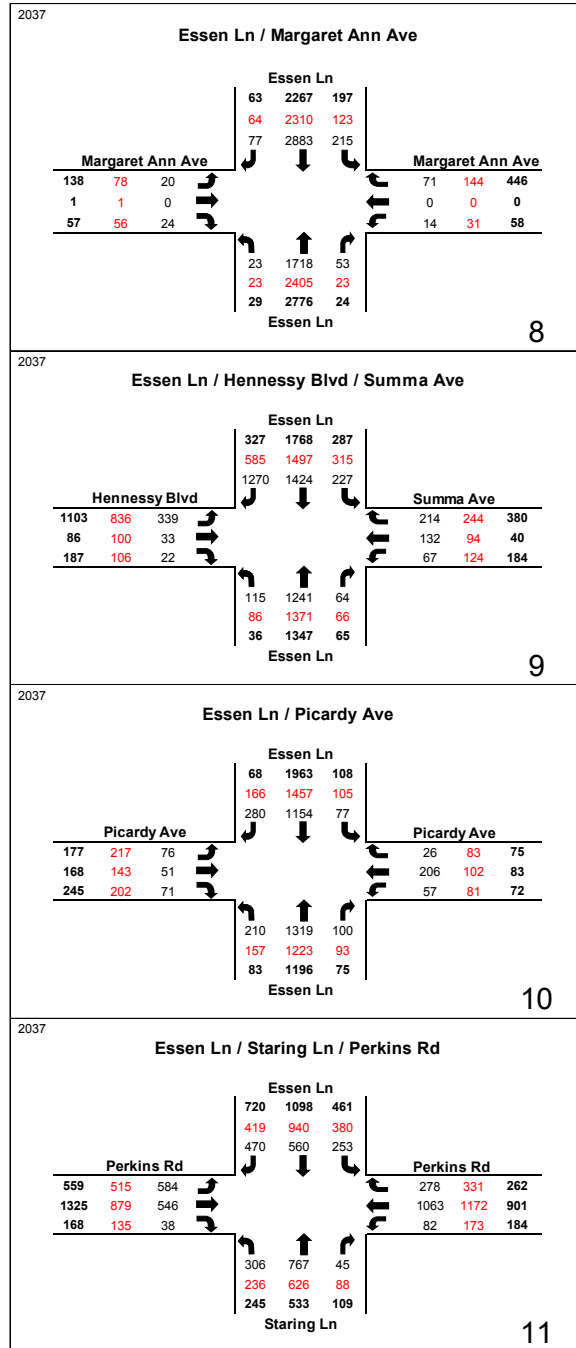 2037
Essen Ln / Margaret Ann Ave
Essen Ln
63 2267 197
64 2310 123
77 2883 215
Margaret Ann Ave Margaret Ann Ave
138 78 20 71 144 446
1 1 0 0 0 0
57 56 24 14 31 58
23 1718 53
23 2405 23
29 2776 24
Essen Ln
8
2037
Essen Ln / Hennessy Blvd / Summa Ave
Essen Ln
327 1768 287
585 1497 315
1270 1424 227
Hennessy Blvd Summa Ave
1103 836 339 214 244 380
86 100 33 132 94 40
187 106 22 67 124 184
115 1241 64
86 1371 66
36 1347 65
Essen Ln
9
2037
Essen Ln / Picardy Ave
Essen Ln
68 1963 108
166 1457 105
280 1154 77
Picardy Ave Picardy Ave
177 217 76 26 83 75
168 143 51 206 102 83
245 202 71 57 81 72
210 1319 100
157 1223 93
83 1196 75
Essen Ln
10
2037
Essen Ln / Staring Ln / Perkins Rd
Essen Ln
720 1098 461
419 940 380
470 560 253
Perkins Rd Perkins Rd
559 515 584 278 331 262
1325 879 546 1063 1172 901
168 135 38 82 173 184
306 767 45
236 626 88
245 533 109
Staring Ln
11